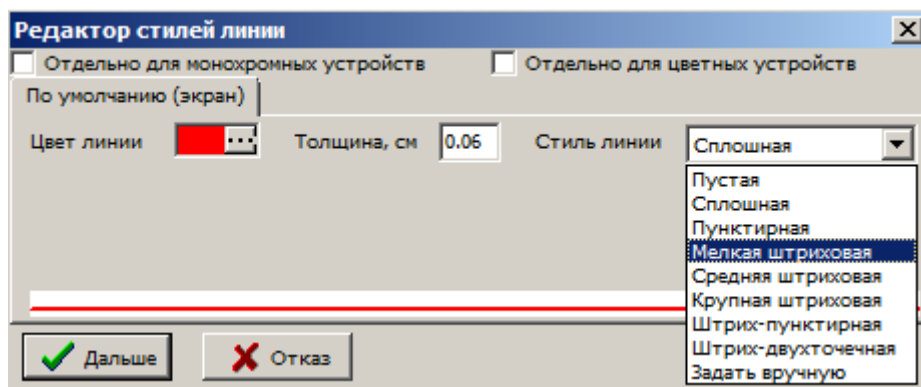 Редактор стилей линии
Отдельно для монохромных устройств Отдельно для цветных устройств
По умолчанию (экран)
Цвет линии ... Толщина, см 0.06 Стиль линии Сплошная
Пустая
Сплошная
Пунктирная
Мелкая штриховая
Средняя штриховая
Крупная штриховая
Штрих-пунктирная
Штрих-двухточечная
Задать вручную
Дальше Отказ